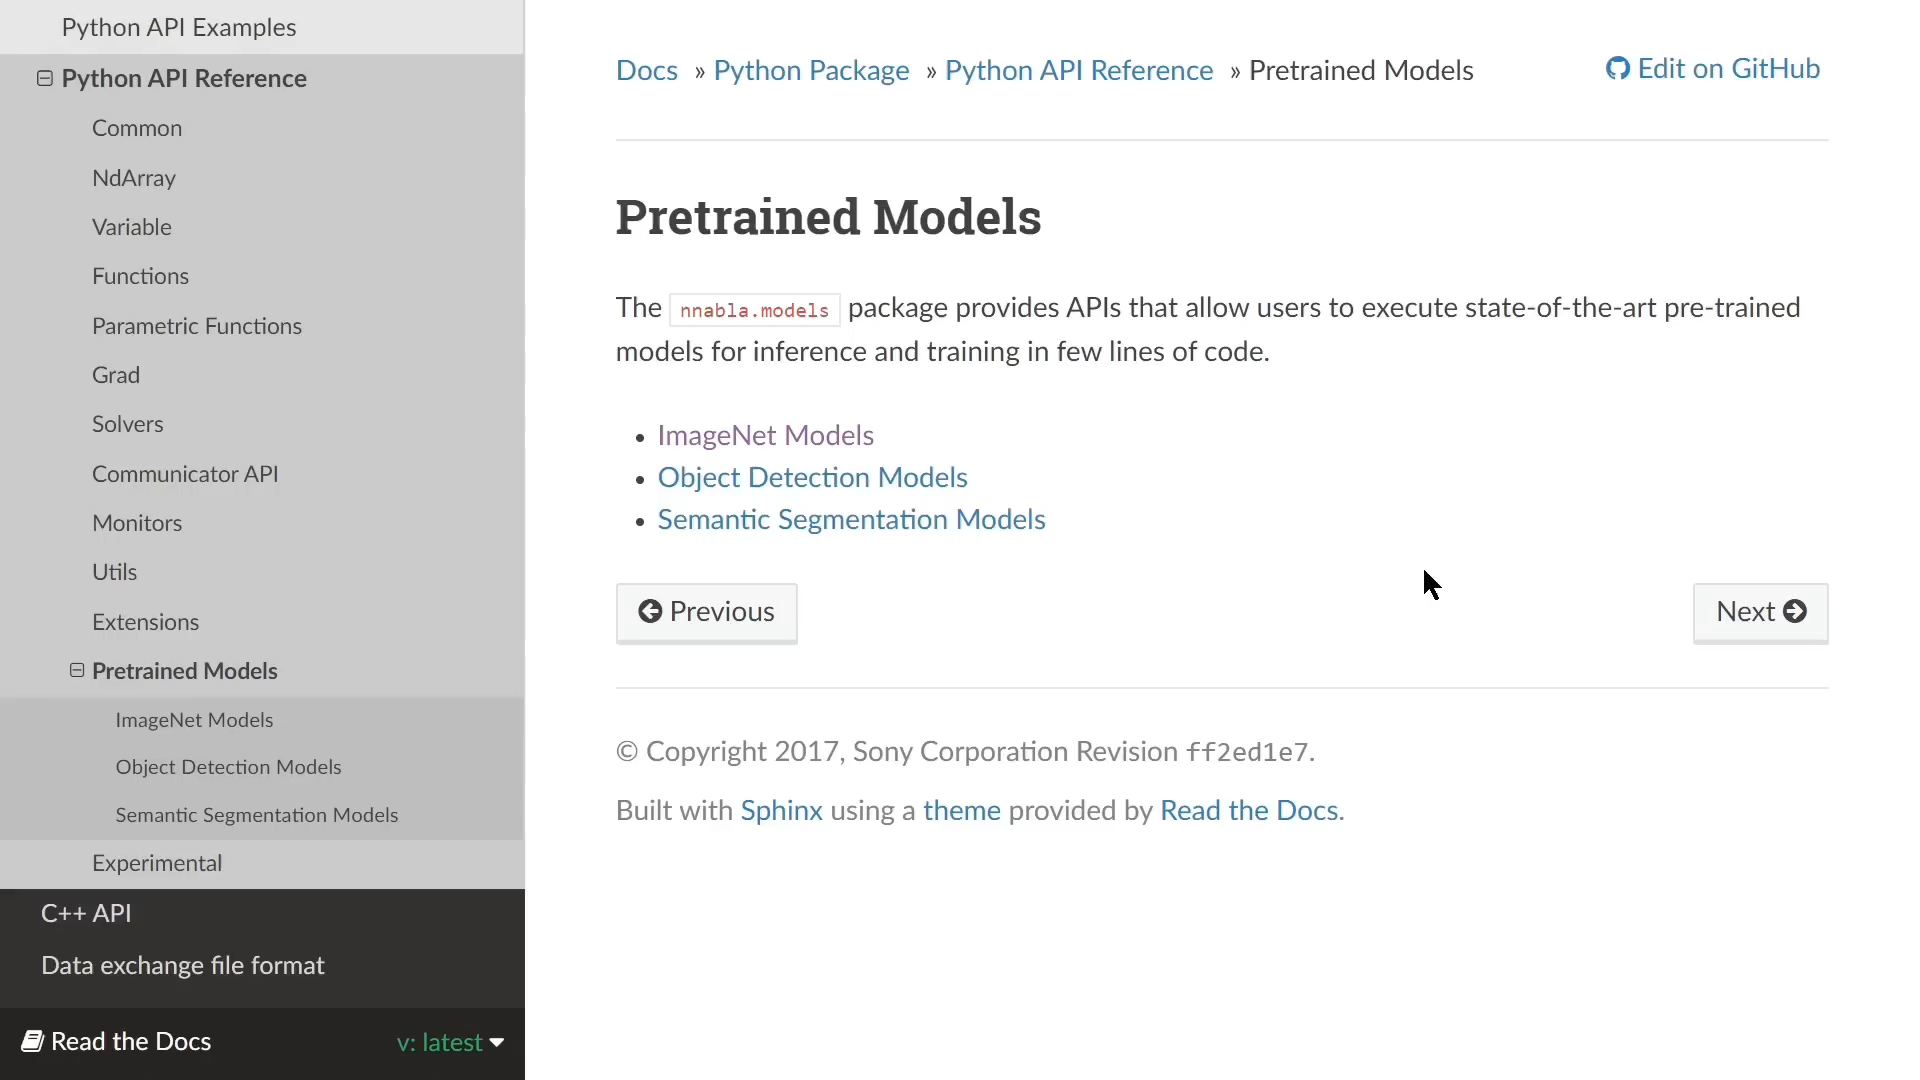 Python API Examples
Python API Reference
Common
NdArray
Variable
Functions
Parametric Functions
Grad
Solvers
Communicator API
Monitors
Utils
Extensions
Pretrained Models
ImageNet Models
Object Detection Models
Semantic Segmentation Models
Experimental
C++ API
Data exchange file format
Read the Docs v: latest
Docs » Python Package » Python API Reference » Pretrained Models Edit on GitHub
Pretrained Models
The nnabla.models package provides APIs that allow users to execute state-of-the-art pre-trained
models for inference and training in few lines of code.
• ImageNet Models
• Object Detection Models
• Semantic Segmentation Models
Previous Next
© Copyright 2017, Sony Corporation Revision ff2ed1e7.
Built with Sphinx using a theme provided by Read the Docs.